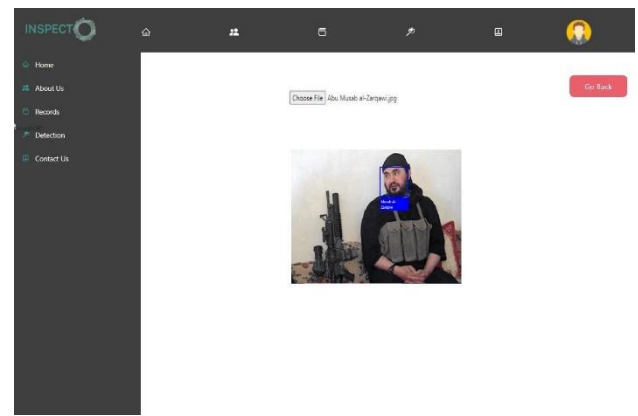 INSPECT
Home
About Us
Records
Detection
Contact Us
Choose File Abu Musab al-Zarqawi.jpg
Go Back